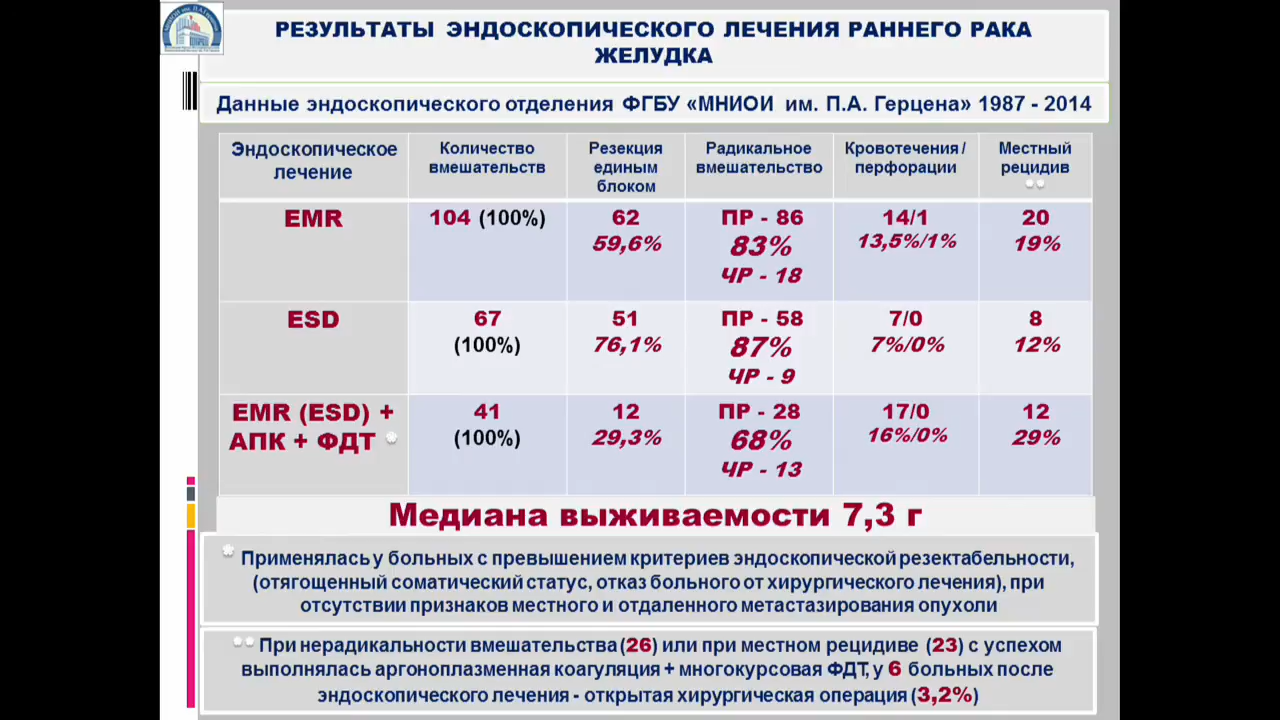 РЕЗУЛЬТАТЫ ЭНДОСКОПИЧЕСКОГО ЛЕЧЕНИЯ РАННЕГО РАКА
ЖЕЛУДКА
Данные эндоскопического отделения ФГБУ «МНИОИ им. П.А. Герцена» 1987 - 2014
Эндоскопическое
лечение
Количество
вмешательств
Резекция
единым
блоком
Радикальное
вмешательство
Кровотечения /
перфорации
Местный
рецидив
**
EMR
104 (100%)
62
59,6%
ПР - 86
83%
ЧР - 18
14/1
13,5%/1%
20
19%
ESD
67
(100%)
51
76,1%
ПР - 58
87%
ЧР - 9
7/0
7%/0%
8
12%
EMR (ESD) +
АПК + ФДТ *
41
(100%)
12
29,3%
ПР - 28
68%
ЧР - 13
17/0
16%/0%
12
29%
Медиана выживаемости 7,3 г
* Применялась у больных с превышением критериев эндоскопической резектабельности,
(отягощенный соматический статус, отказ больного от хирургического лечения), при
отсутствии признаков местного и отдаленного метастазирования опухоли
** При нерадикальности вмешательства (26) или при местном рецидиве (23) с успехом
выполнялась аргоноплазменная коагуляция + многокурсовая ФДТ, у 6 больных после
эндоскопического лечения - открытая хирургическая операция (3,2%)